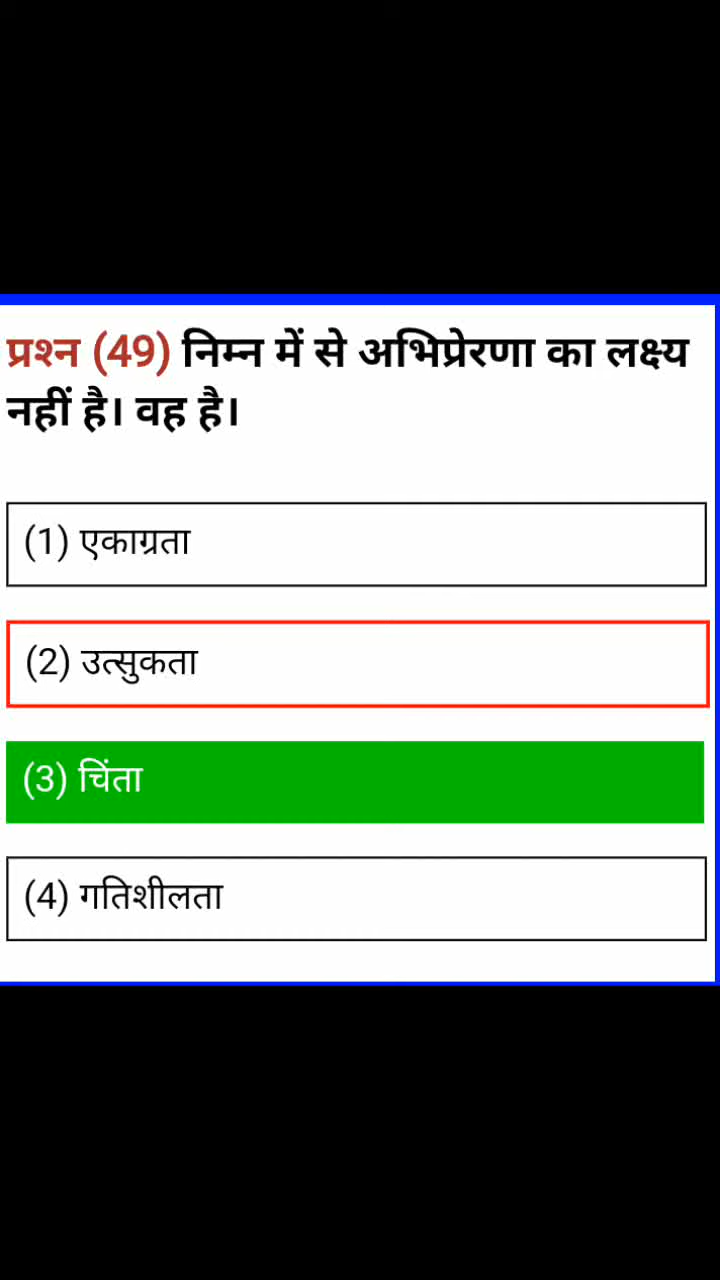 प्रश्न (49) निम्न में से अभिप्रेरणा का लक्ष्य
नहीं है। वह है।
(1) एकाग्रता
(2) उत्सुकता
(3) चिंता
(4) गतिशीलता